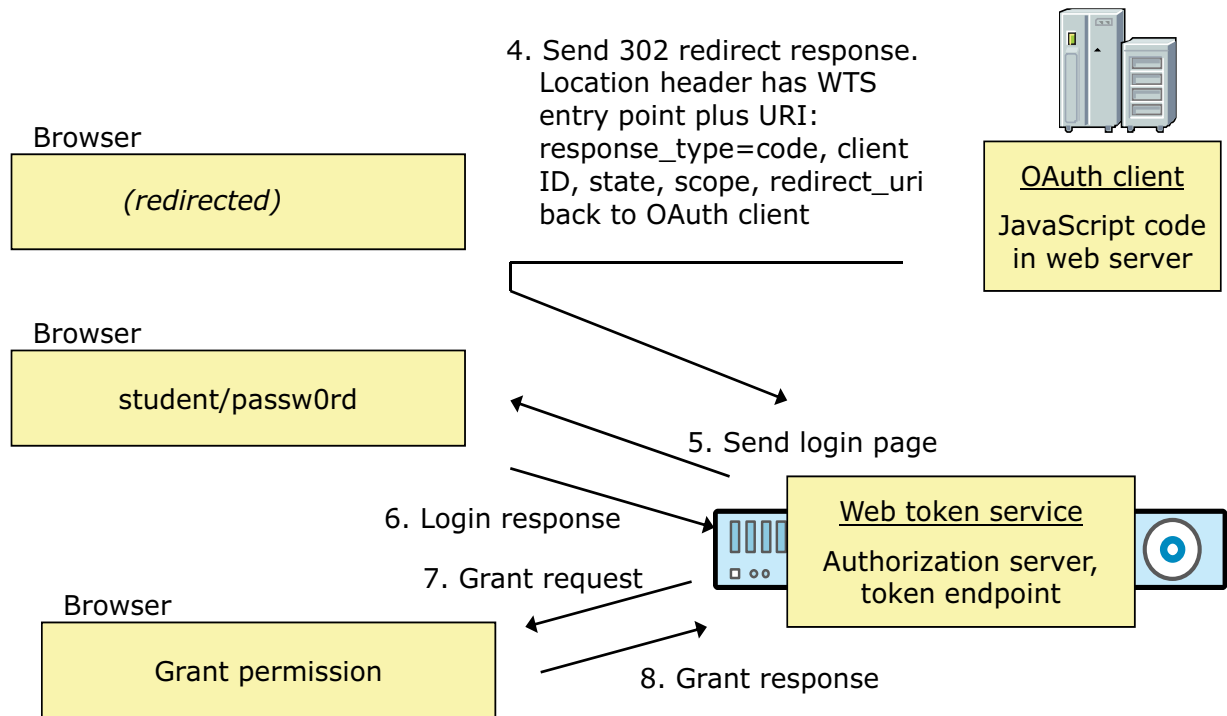 4. Send 302 redirect response.
Location header has WTS
entry point plus URI:
response_type=code, client
ID, state, scope, redirect_uri
back to OAuth client
Browser
(redirected)
OAuth client
JavaScript code
in web server
Browser
student/passw0rd
5. Send login page
6. Login response
Web token service
Authorization server,
token endpoint
7. Grant request
Browser
Grant permission
8. Grant response